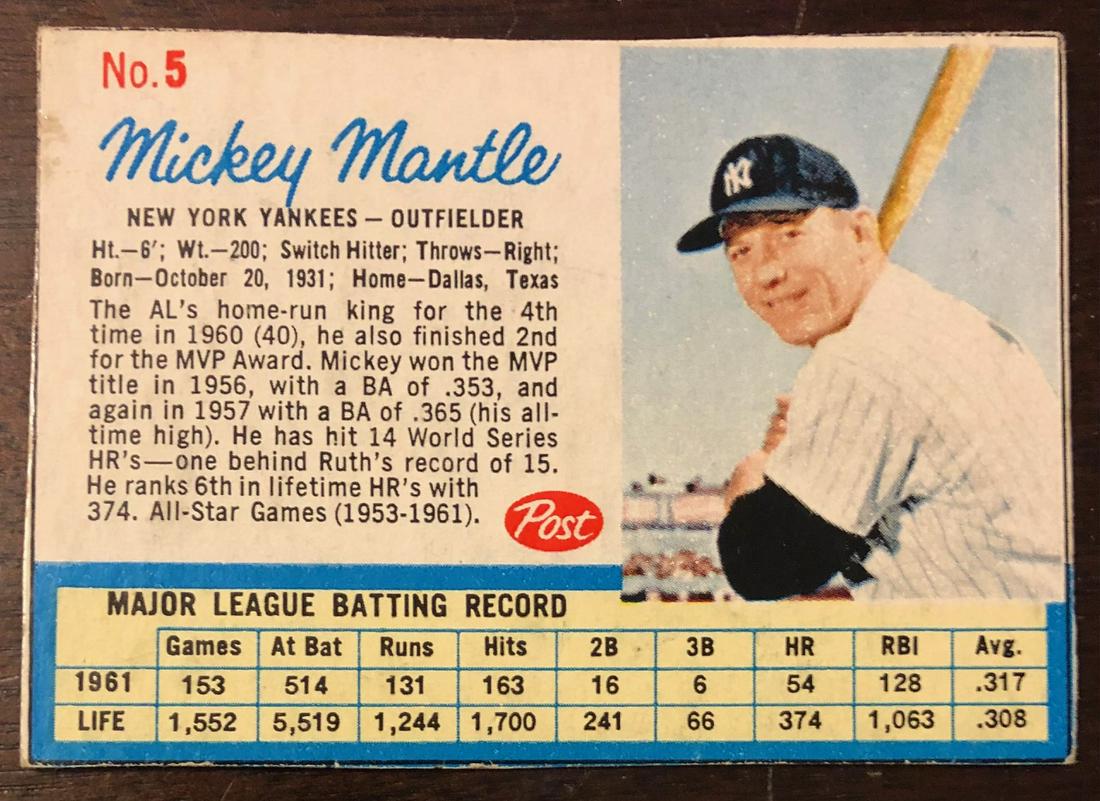 No. 5
Mickey Mantle
NEW YORK YANKEES — OUTFIELDER
Ht.—6′; Wt.—200; Switch Hitter; Throws—Right;
Born—October 20, 1931; Home—Dallas, Texas
The AL's home-run king for the 4th
time in 1960 (40), he also finished 2nd
for the MVP Award. Mickey won the MVP
title in 1956, with a BA of .353, and
again in 1957 with a BA of .365 (his all-
time high). He has hit 14 World Series
HR's—one behind Ruth's record of 15.
He ranks 6th in lifetime HR's with
374. All-Star Games (1953-1961).
Post
NY
MAJOR LEAGUE BATTING RECORD
Games At Bat Runs Hits 2B 3B HR RBI Avg.
1961 153 514 131 163 16 6 54 128 .317
LIFE 1,552 5,519 1,244 1,700 241 66 374 1,063 .308